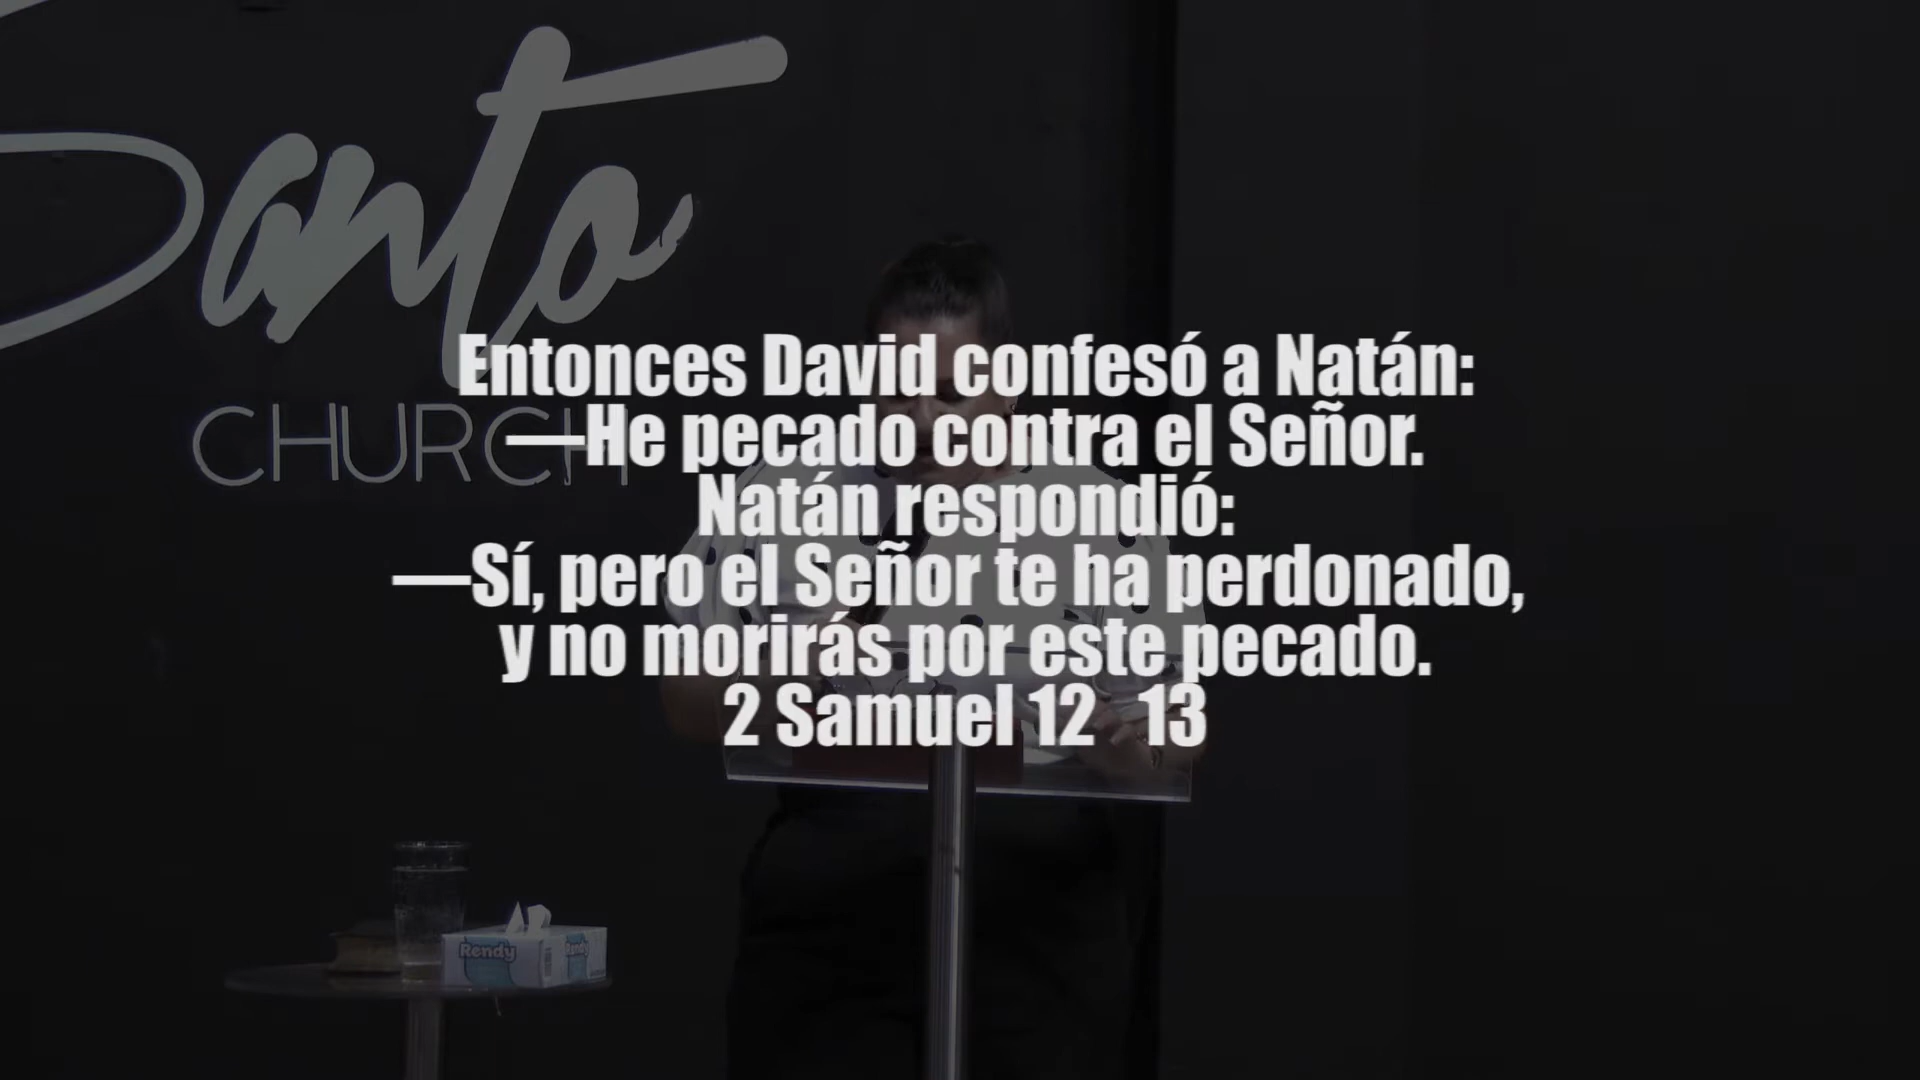 Santo
CHURCH
Entonces David confesó a Natán:
—He pecado contra el Señor.
Natán respondió:
—Sí, pero el Señor te ha perdonado,
y no morirás por este pecado.
2 Samuel 12 13
Rendy
Rendy